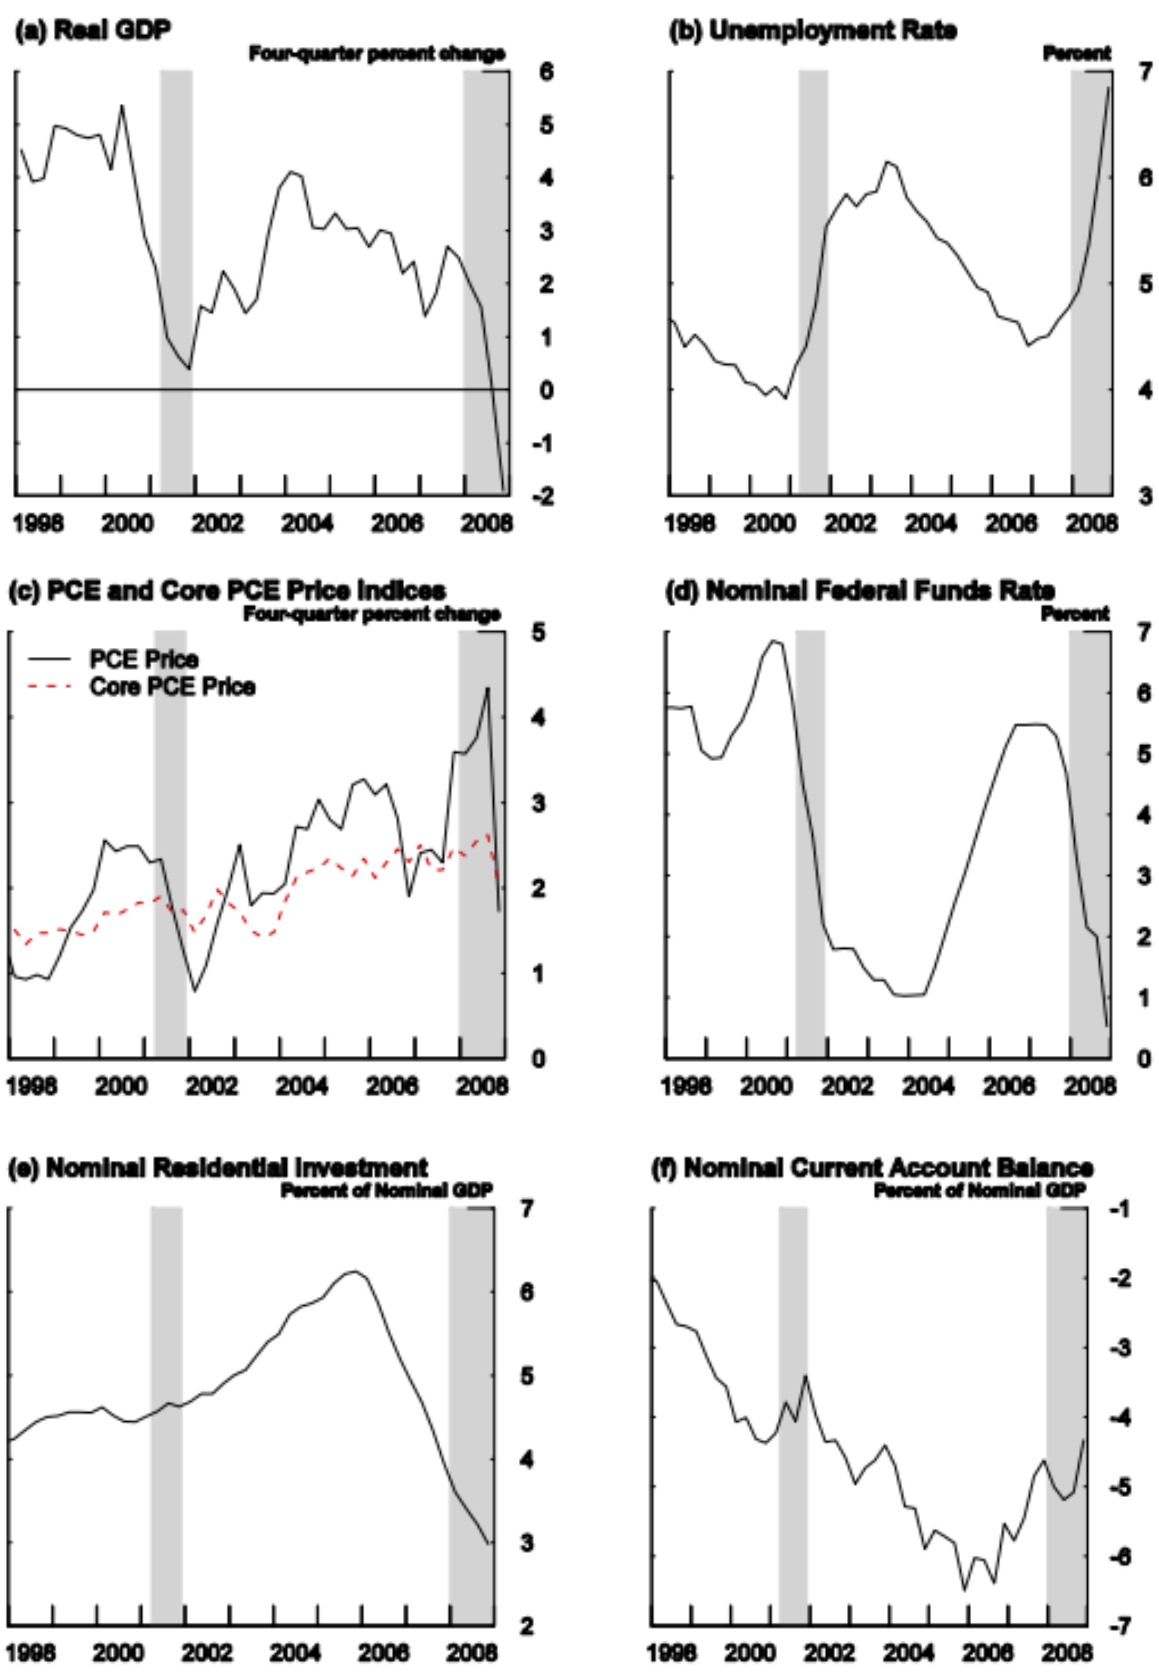 (a) Real GDP
Four-quarter percent change
6
5
4
3
2
1
0
-1
-2
1998 2000 2002 2004 2006 2008
(b) Unemployment Rate
Percent
7
6
5
4
3
1998 2000 2002 2004 2006 2008
(c) PCE and Core PCE Price Indices
Four-quarter percent change
PCE Price
Core PCE Price
5
4
3
2
1
0
1998 2000 2002 2004 2006 2008
(d) Nominal Federal Funds Rate
Percent
7
6
5
4
3
2
1
0
1998 2000 2002 2004 2006 2008
(e) Nominal Residential Investment
Percent of Nominal GDP
7
6
5
4
3
2
1998 2000 2002 2004 2006 2008
(f) Nominal Current Account Balance
Percent of Nominal GDP
-1
-2
-3
-4
-5
-6
-7
1998 2000 2002 2004 2006 2008